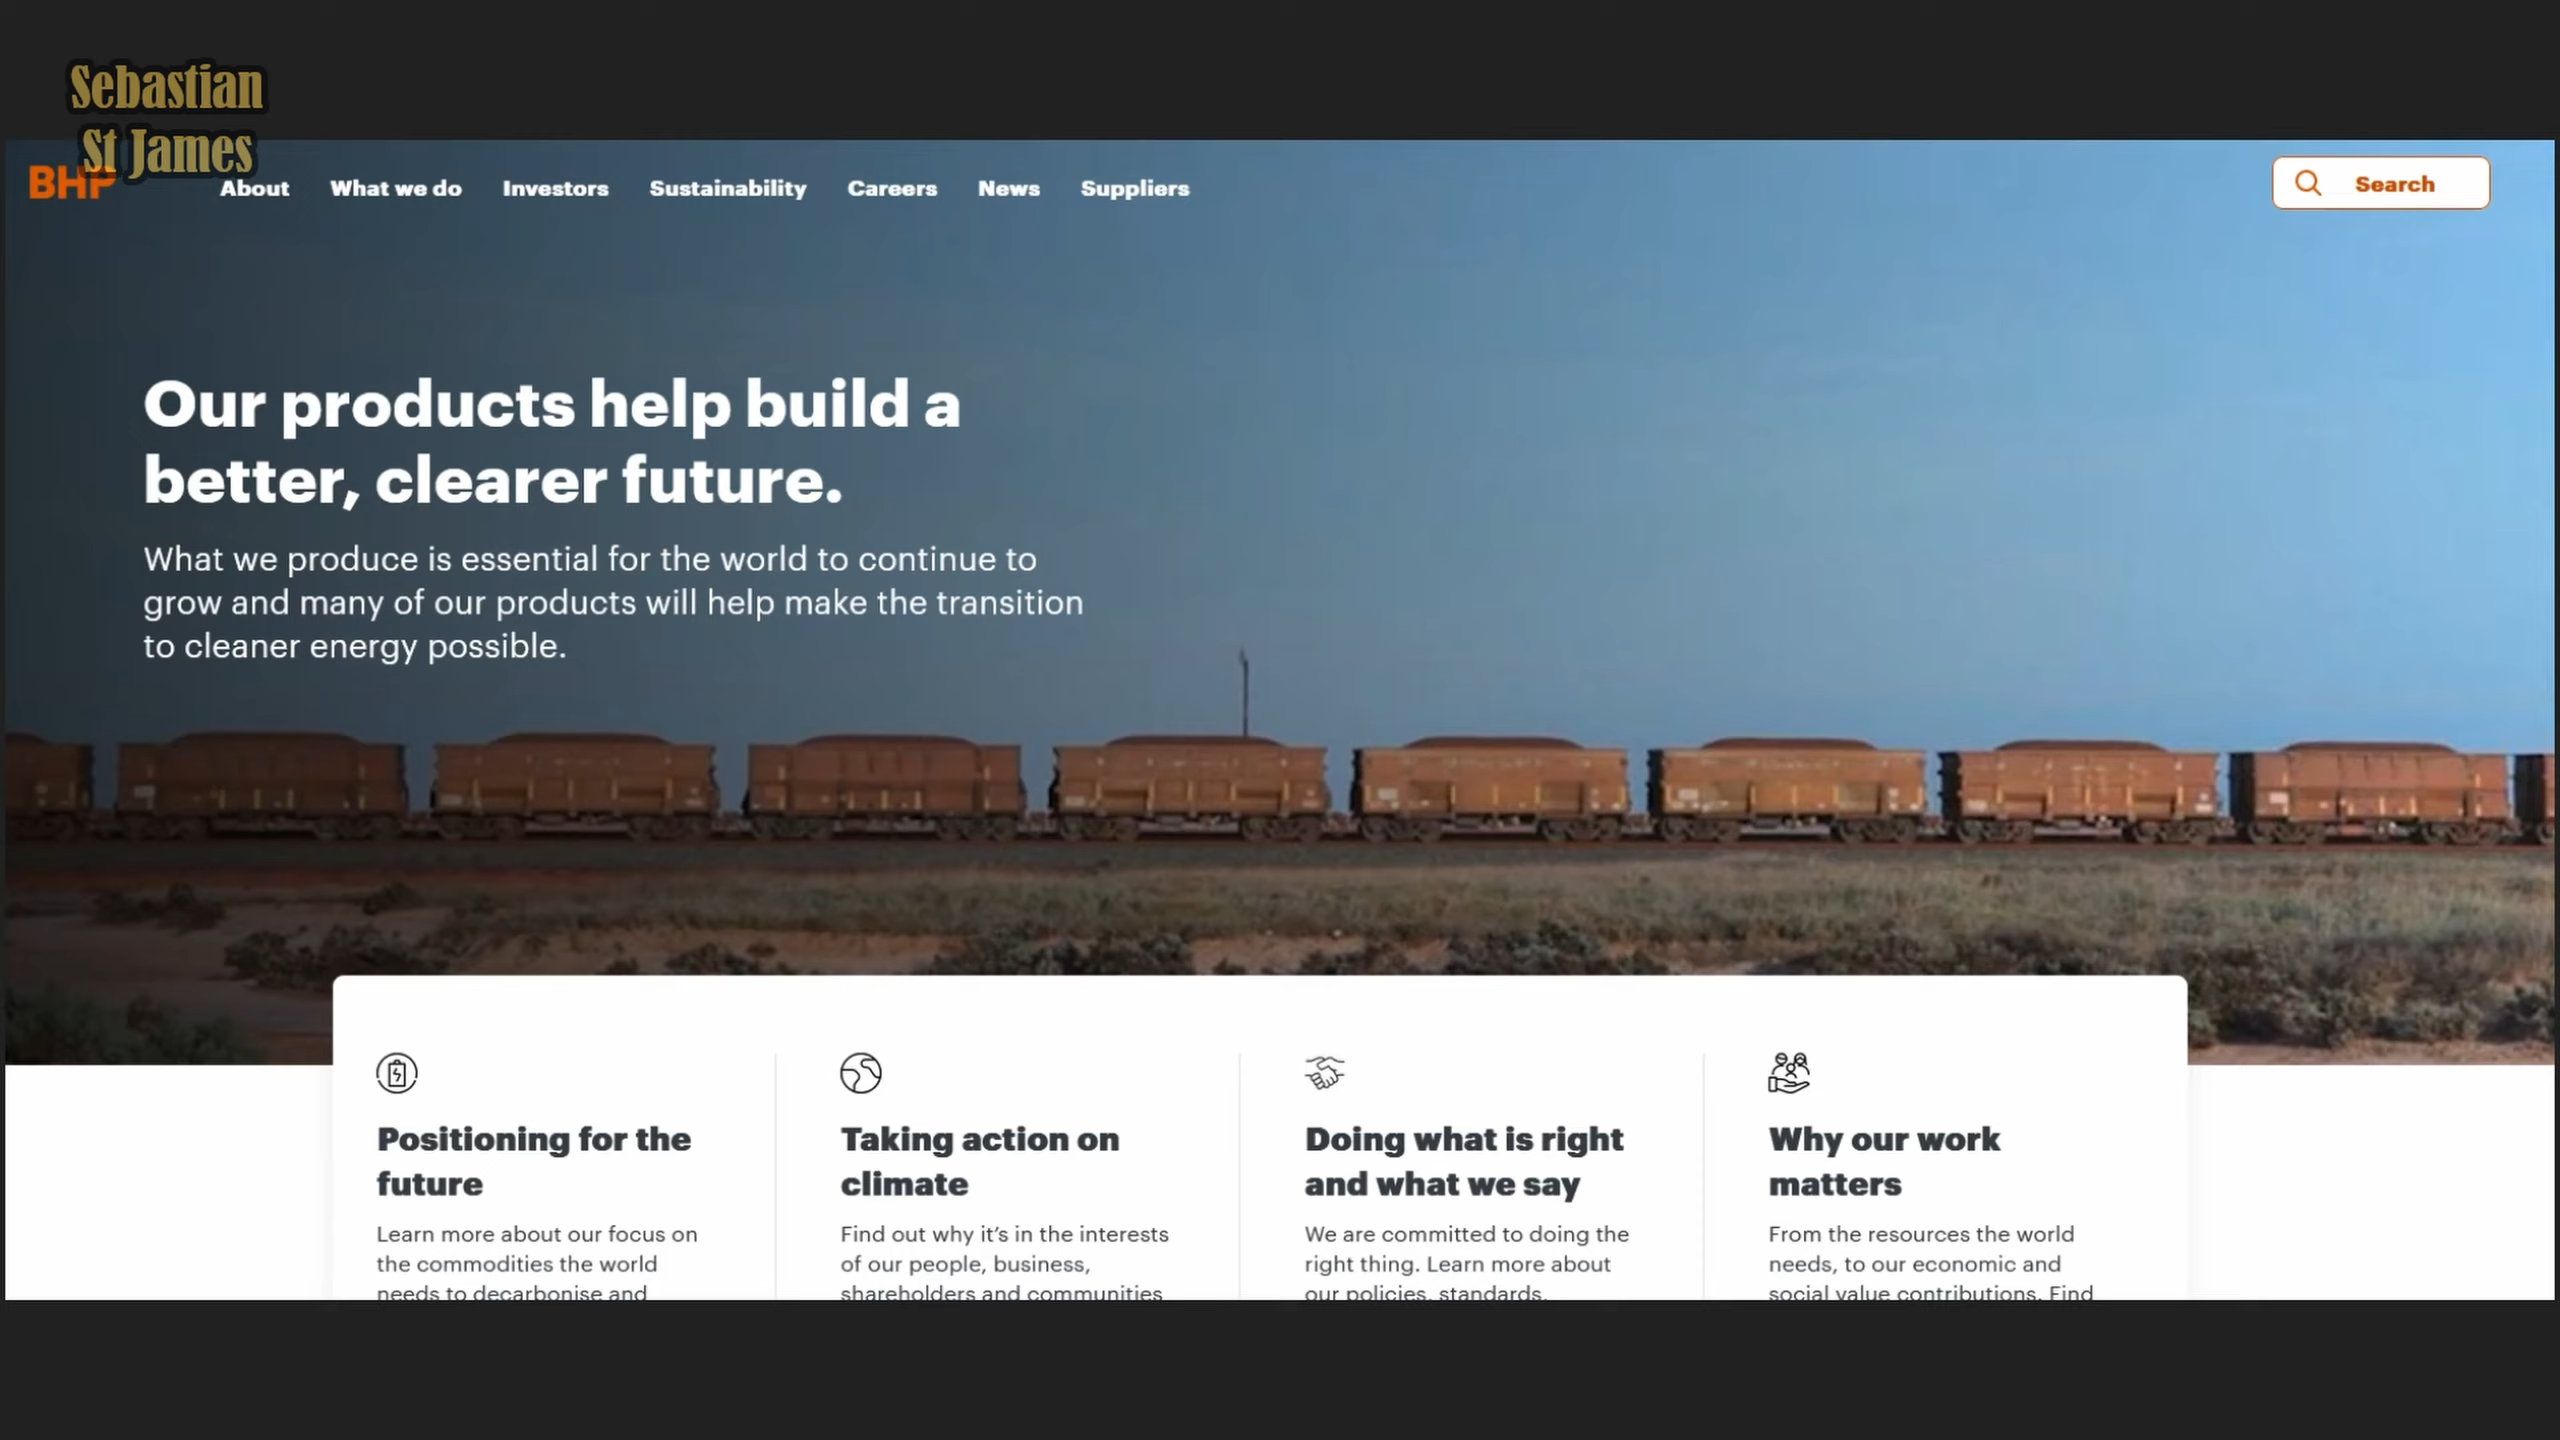 Sebastian
St James
BHP
About
What we do
Investors
Sustainability
Careers
News
Suppliers
Search
Our products help build a
better, clearer future.
What we produce is essential for the world to continue to
grow and many of our products will help make the transition
to cleaner energy possible.
Positioning for the
future
Learn more about our focus on
the commodities the world
needs to decarbonise and
Taking action on
climate
Find out why it’s in the interests
of our people, business,
shareholders and communities
Doing what is right
and what we say
We are committed to doing the
right thing. Learn more about
our policies, standards,
Why our work
matters
From the resources the world
needs, to our economic and
social value contributions. Find